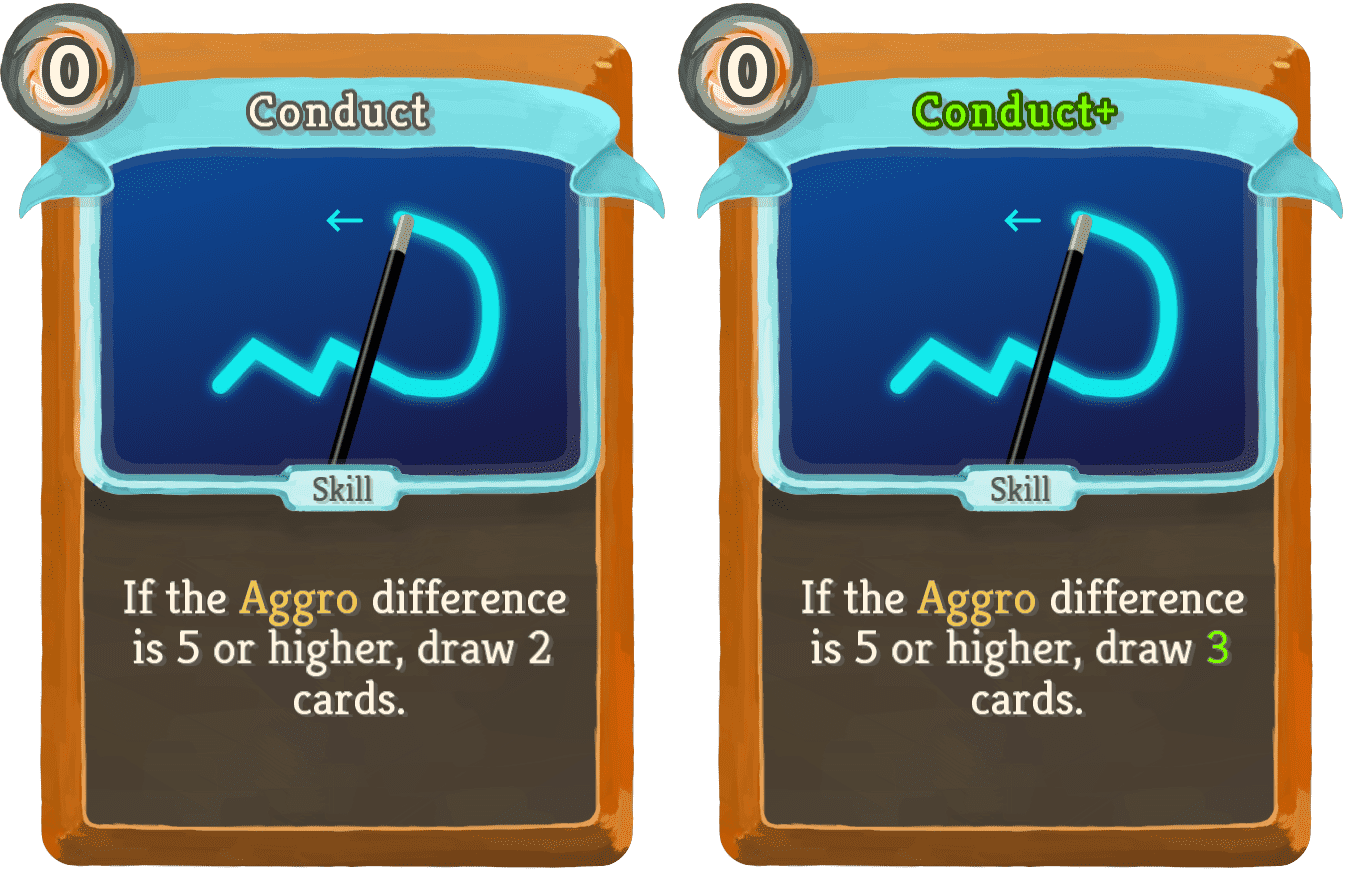 0
Conduct
Skill
If the Aggro difference
is 5 or higher, draw 2
cards.
0
Conduct+
Skill
If the Aggro difference
is 5 or higher, draw 3
cards.